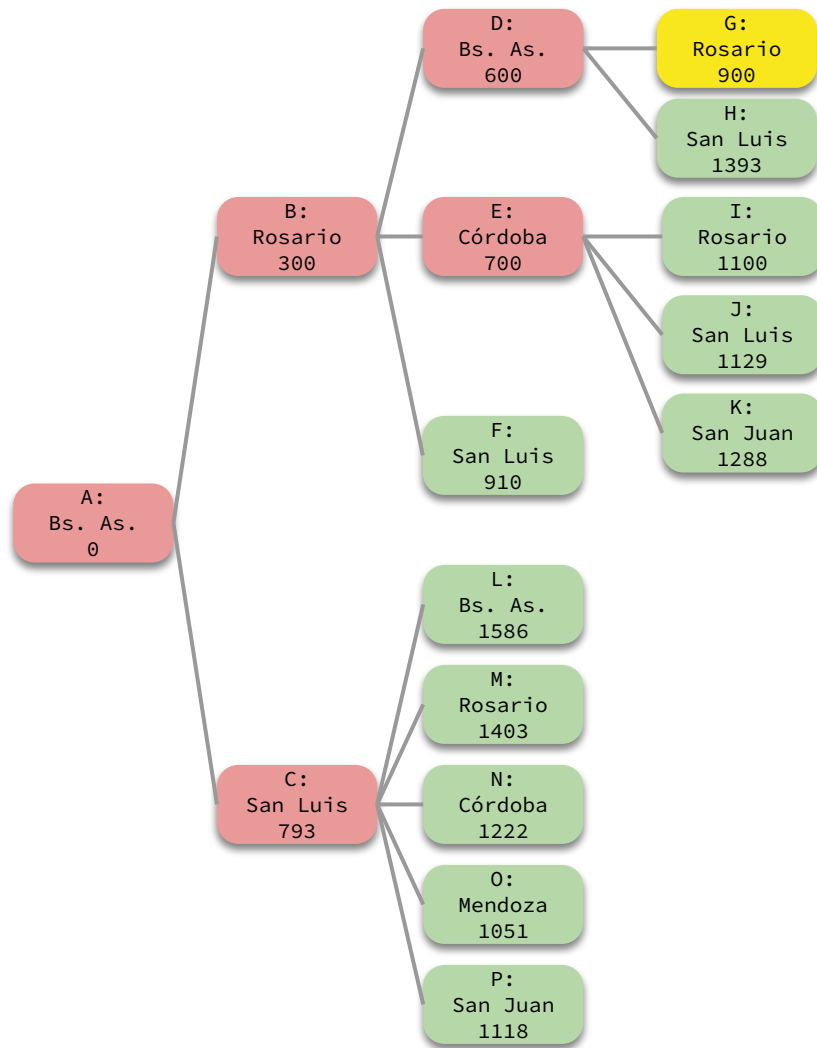 D:
Bs. As.
600
G:
Rosario
900
H:
San Luis
1393
B:
Rosario
300
E:
Córdoba
700
I:
Rosario
1100
J:
San Luis
1129
F:
San Luis
910
K:
San Juan
1288
A:
Bs. As.
0
L:
Bs. As.
1586
M:
Rosario
1403
C:
San Luis
793
N:
Córdoba
1222
O:
Mendoza
1051
P:
San Juan
1118